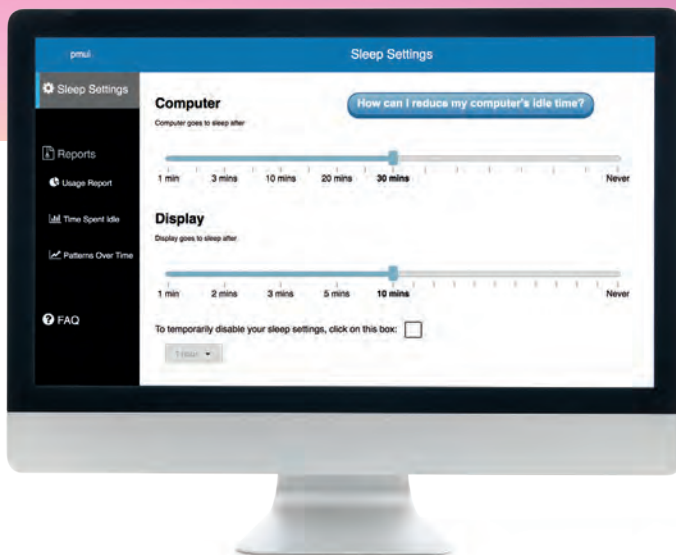 pmui
Sleep Settings
Sleep Settings
Reports
Usage Report
Time Spent Idle
Patterns Over Time
FAQ
Computer
How can I reduce my computer's idle time?
Computer goes to sleep after
1 min 3 mins 10 mins 20 mins 30 mins Never
Display
Display goes to sleep after
1 min 2 mins 3 mins 5 mins 10 mins Never
To temporarily disable your sleep settings, click on this box:
1 hour